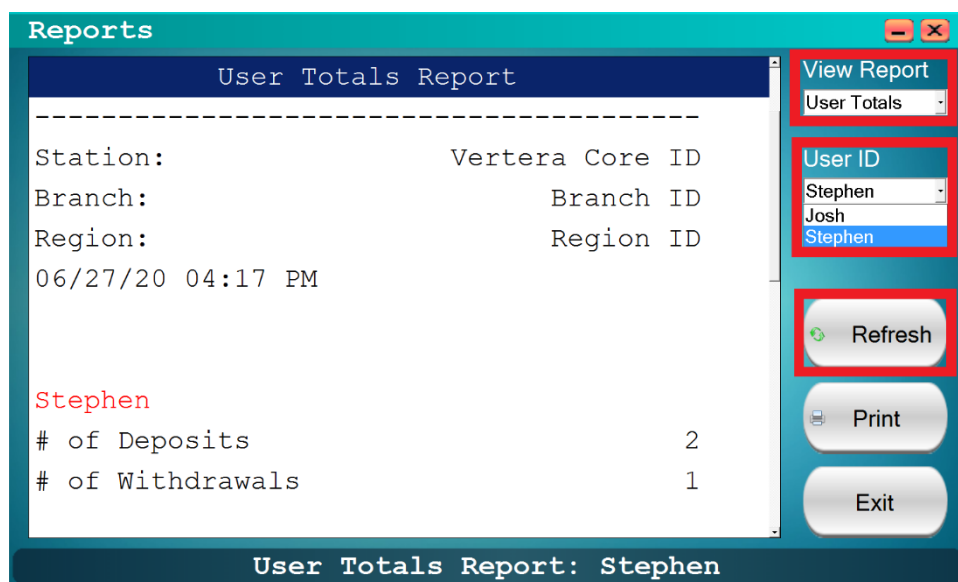 Reports
User Totals Report
----------------------------------------
Station: Vertera Core ID
Branch: Branch ID
Region: Region ID
06/27/20 04:17 PM
Stephen
# of Deposits 2
# of Withdrawals 1
View Report
User Totals
User ID
Stephen
Josh
Stephen
Refresh
Print
Exit
User Totals Report: Stephen